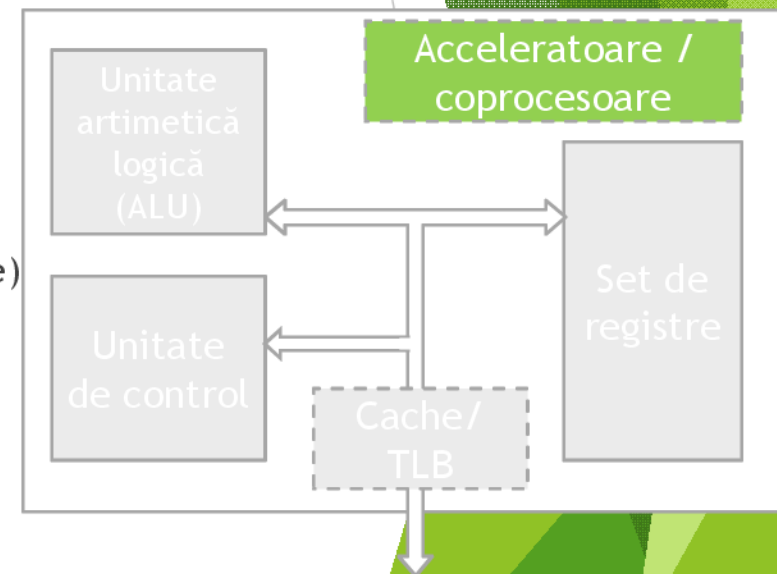 Acceleratoare /
coprocesoare
Unitate
artimetică
logică
(ALU)
e)
Set de
registre
Unitate
de control
Cache/
TLB